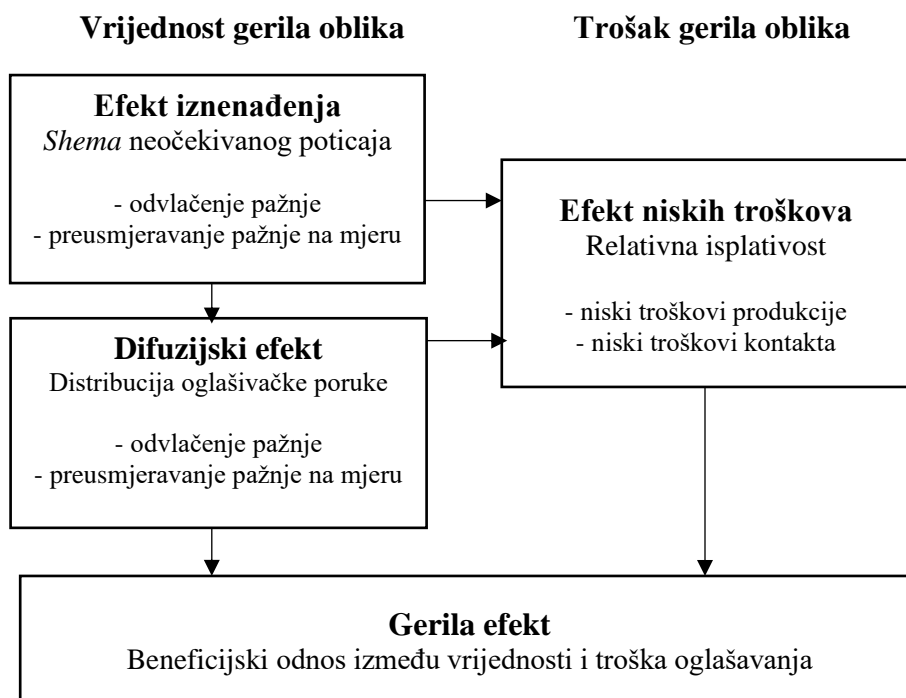 Vrijednost gerila oblika
Trošak gerila oblika
Efekt iznenađenja
Shema neočekivanog poticaja
- odvlačenje pažnje
- preusmjeravanje pažnje na mjeru
Efekt niskih troškova
Relativna isplativost
- niski troškovi produkcije
- niski troškovi kontakta
Difuzijski efekt
Distribucija oglašivačke poruke
- odvlačenje pažnje
- preusmjeravanje pažnje na mjeru
Gerila efekt
Beneficijski odnos između vrijednosti i troška oglašavanja